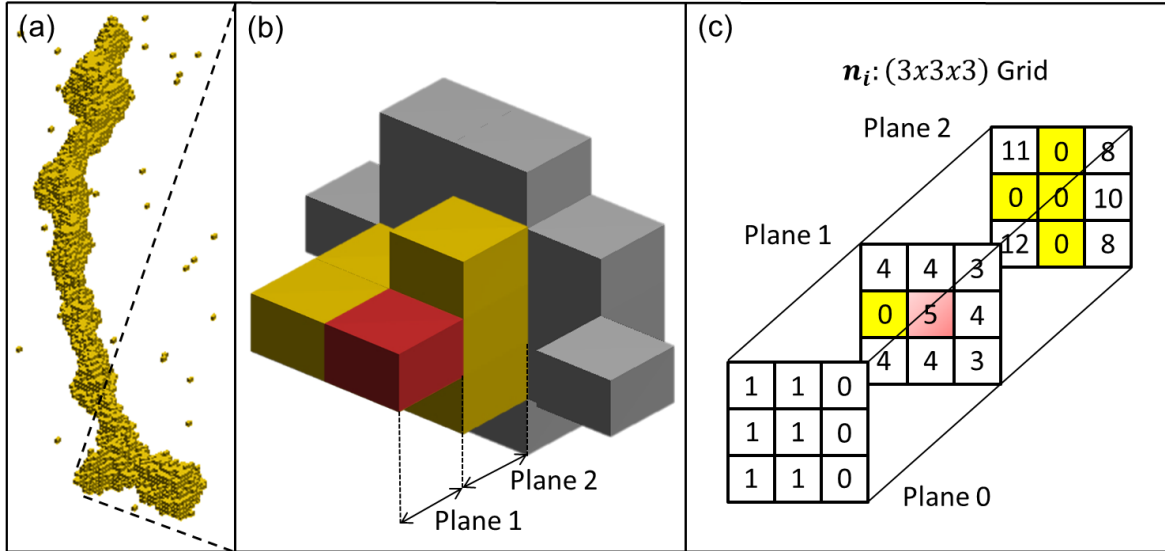 (a)
(b)
Plane 1
Plane 2
(c)
n_i: (3x3x3) Grid
Plane 2
11 0 8
0 0 10
12 0 8
Plane 1
4 4 3
0 5 4
4 4 3
1 1 0
1 1 0
1 1 0
Plane 0